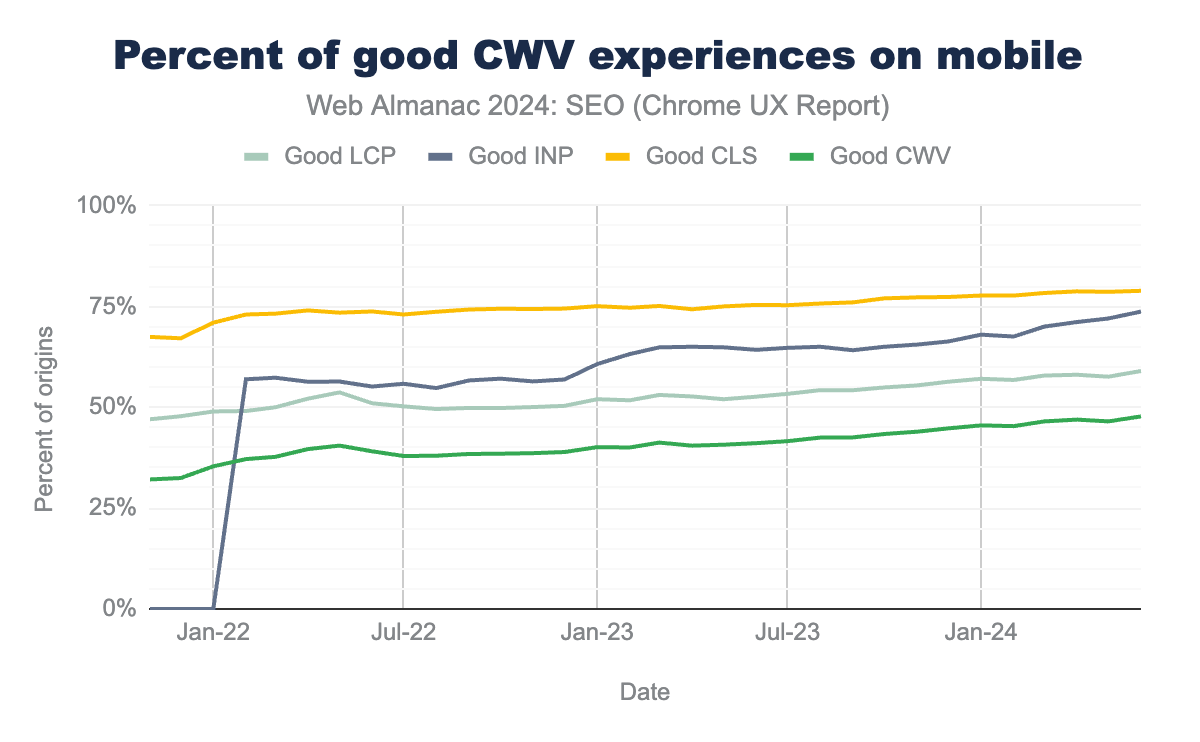 Percent of good CWV experiences on mobile
Web Almanac 2024: SEO (Chrome UX Report)
Good LCP Good INP Good CLS Good CWV
100%
75%
50%
25%
0%
Percent of origins
Jan-22 Jul-22 Jan-23 Jul-23 Jan-24
Date